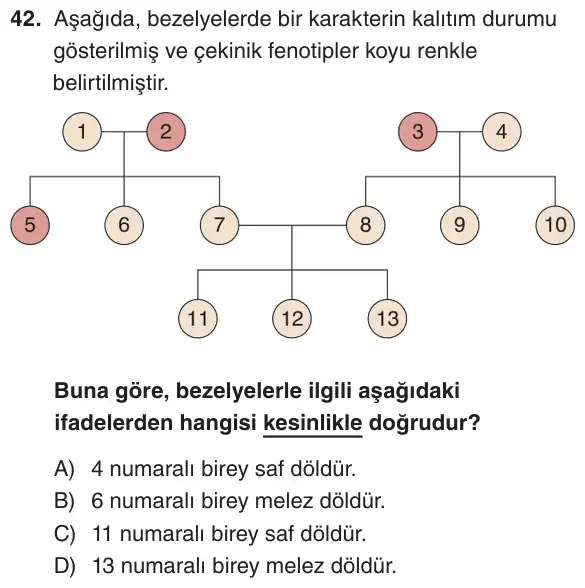 42. Aşağıda, bezelyelerde bir karakterin kalıtım durumu
gösterilmiş ve çekinik fenotipler koyu renkle
belirtilmiştir.
1 2 3 4
5 6 7 8 9 10
11 12 13
Buna göre, bezelyelerle ilgili aşağıdaki
ifadelerden hangisi kesinlikle doğrudur?
A) 4 numaralı birey saf döldür.
B) 6 numaralı birey melez döldür.
C) 11 numaralı birey saf döldür.
D) 13 numaralı birey melez döldür.